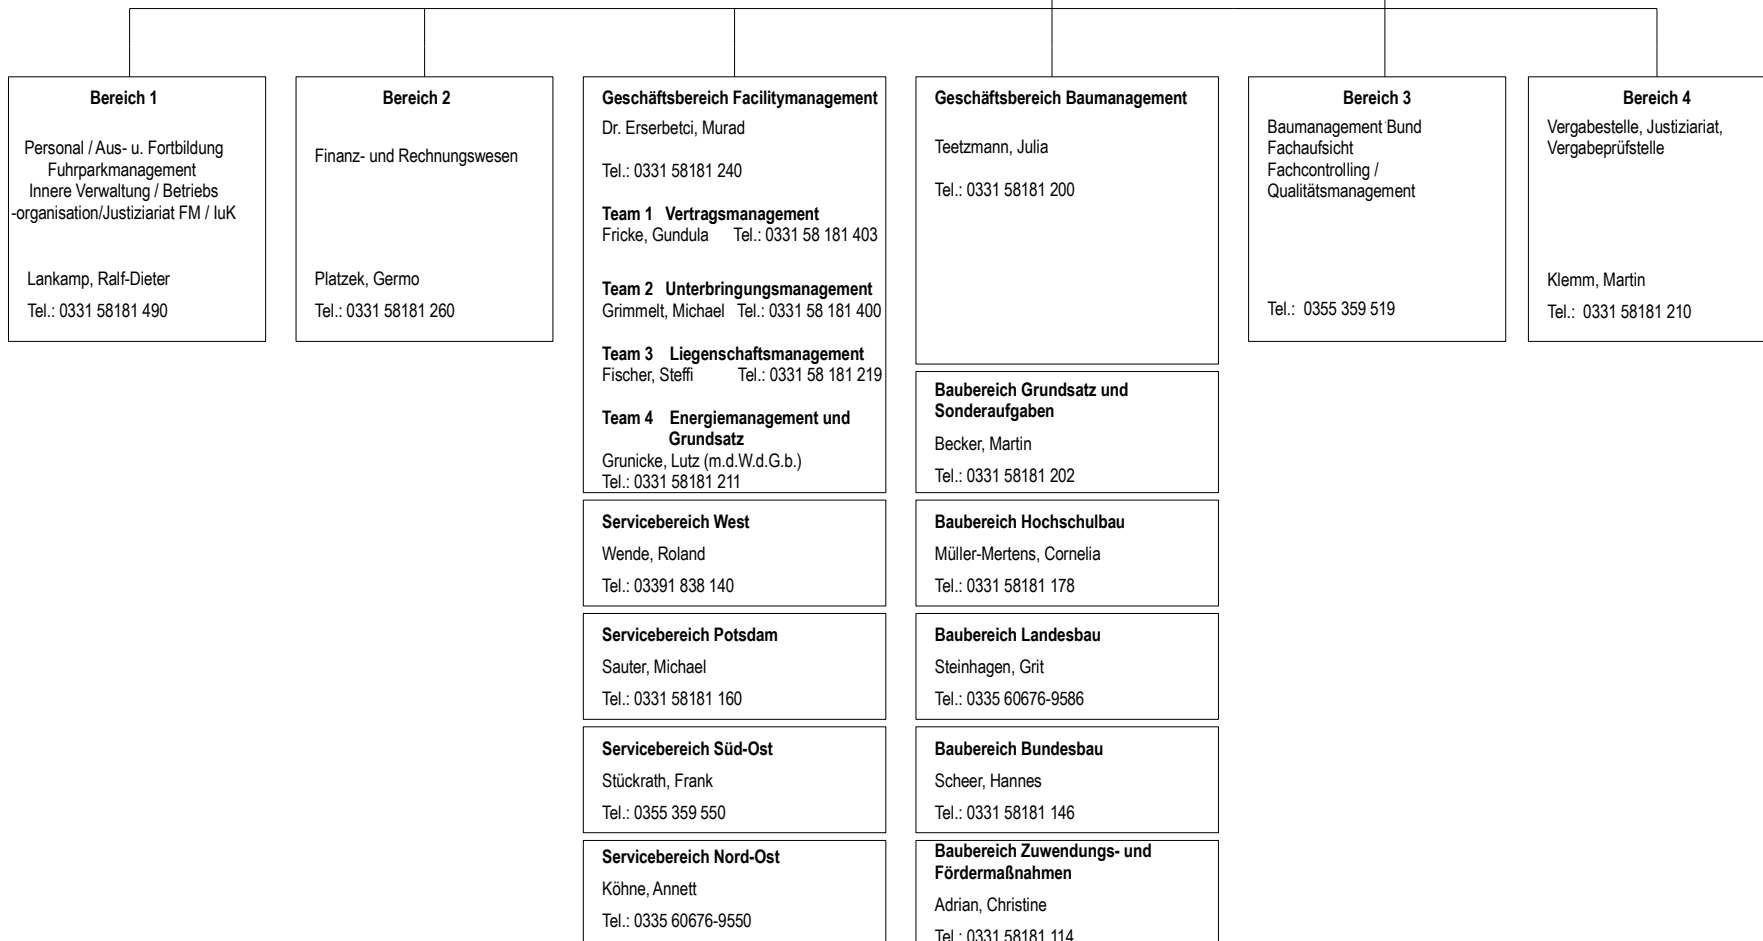 Bereich 1
Personal / Aus- u. Fortbildung
Fuhrparkmanagement
Innere Verwaltung / Betriebs
-organisation/Justiziariat FM / IuK
Lankamp, Ralf-Dieter
Tel.: 0331 58181 490
Bereich 2
Finanz- und Rechnungswesen
Platzek, Germo
Tel.: 0331 58181 260
Geschäftsbereich Facilitymanagement
Dr. Erserbetci, Murad
Tel.: 0331 58181 240
Team 1 Vertragsmanagement
Fricke, Gundula Tel.: 0331 58 181 403
Team 2 Unterbringungsmanagement
Grimmelt, Michael Tel.: 0331 58 181 400
Team 3 Liegenschaftsmanagement
Fischer, Steffi Tel.: 0331 58 181 219
Team 4 Energiemanagement und
Grundsatz
Grunicke, Lutz (m.d.W.d.G.b.)
Tel.: 0331 58181 211
Servicebereich West
Wende, Roland
Tel.: 03391 838 140
Servicebereich Potsdam
Sauter, Michael
Tel.: 0331 58181 160
Servicebereich Süd-Ost
Stückrath, Frank
Tel.: 0355 359 550
Servicebereich Nord-Ost
Köhne, Annett
Tel.: 0335 60676-9550
Geschäftsbereich Baumanagement
Teetzmann, Julia
Tel.: 0331 58181 200
Baubereich Grundsatz und
Sonderaufgaben
Becker, Martin
Tel.: 0331 58181 202
Baubereich Hochschulbau
Müller-Mertens, Cornelia
Tel.: 0331 58181 178
Baubereich Landesbau
Steinhagen, Grit
Tel.: 0335 60676-9586
Baubereich Bundesbau
Scheer, Hannes
Tel.: 0331 58181 146
Baubereich Zuwendungs- und
Fördermaßnahmen
Adrian, Christine
Tel.: 0331 58181 114
Bereich 3
Baumanagement Bund
Fachaufsicht
Fachcontrolling /
Qualitätsmanagement
Tel.: 0355 359 519
Bereich 4
Vergabestelle, Justiziariat,
Vergabeprüfstelle
Klemm, Martin
Tel.: 0331 58181 210